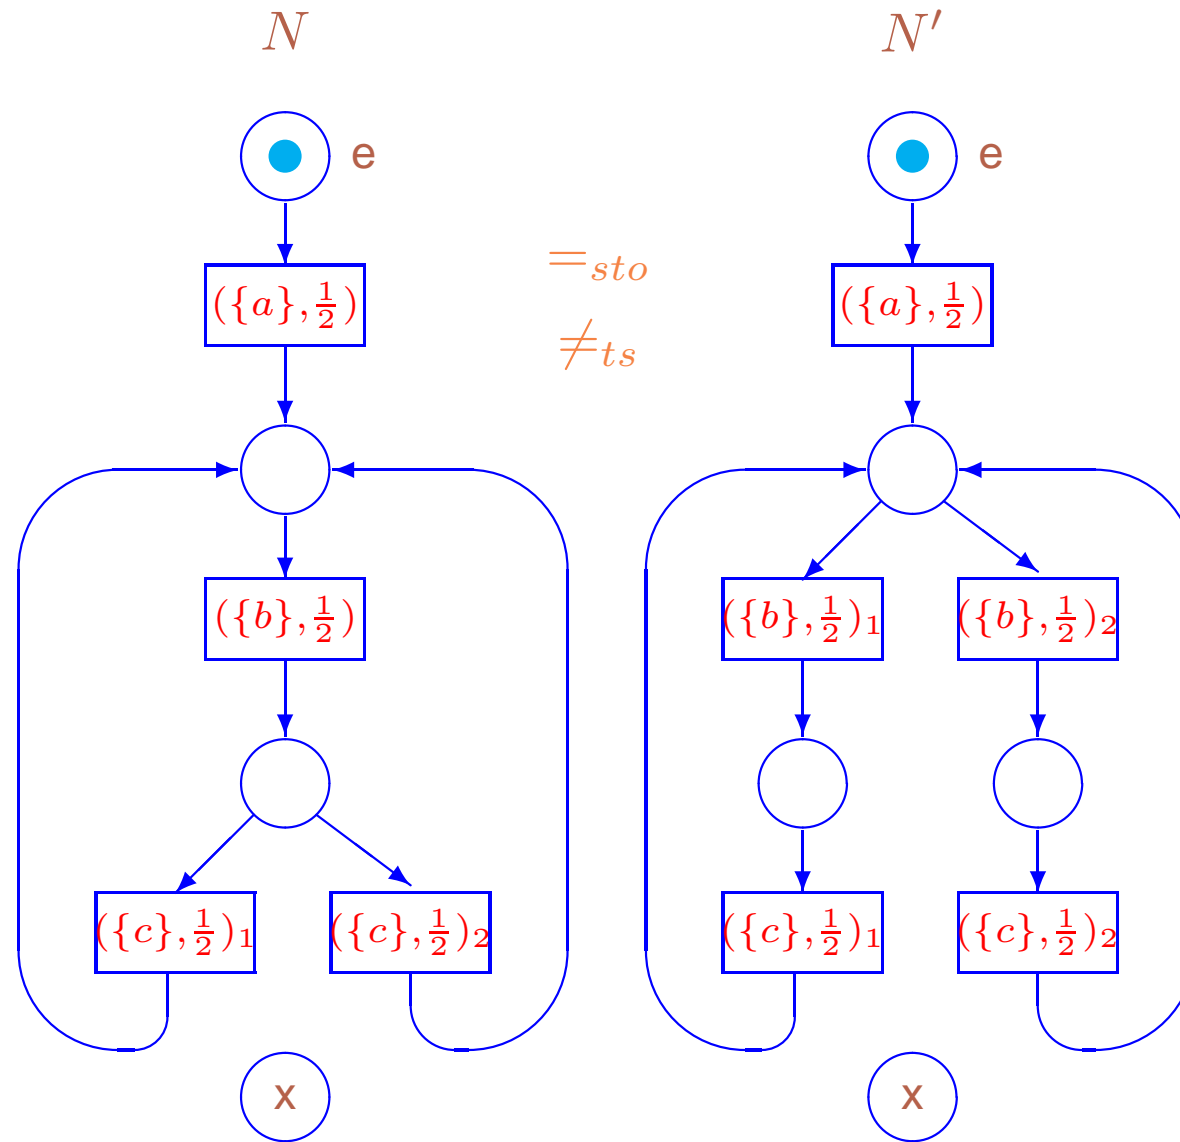 N N′
e e
=sto
({a}, 1/2) ({a}, 1/2)
≠ts
({b}, 1/2) ({b}, 1/2)₁ ({b}, 1/2)₂
({c}, 1/2)₁ ({c}, 1/2)₂ ({c}, 1/2)₁ ({c}, 1/2)₂
x x